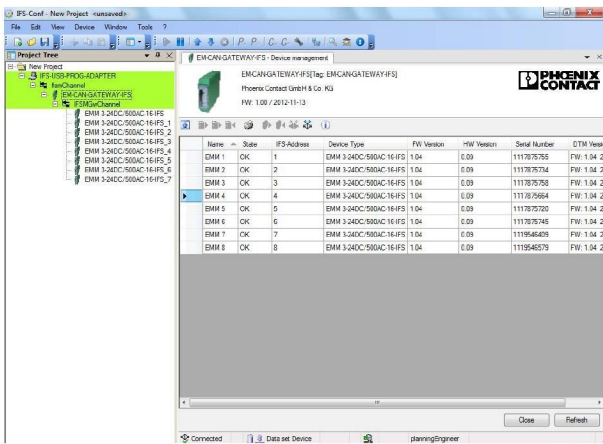 IFS-Conf - New Project <unsaved>
File Edit View Device Window Tools ?
Project Tree
New Project
IFS-USB-PROG-ADAPTER
EM-CAN-GATEWAY-IFS
IFSMGwChannel
EMM 3-24DC/500AC-16-IFS
EMM 3-24DC/500AC-16-IFS_1
EMM 3-24DC/500AC-16-IFS_2
EMM 3-24DC/500AC-16-IFS_3
EMM 3-24DC/500AC-16-IFS_4
EMM 3-24DC/500AC-16-IFS_5
EMM 3-24DC/500AC-16-IFS_6
EMM 3-24DC/500AC-16-IFS_7
EM-CAN-GATEWAY-IFS - Device management
EM-CAN-GATEWAY-IFS[Tag: EM-CAN-GATEWAY-IFS]
Phoenix Contact GmbH & Co. KG
FW: 1.00 / 2012-11-13
PHOENIX
CONTACT
Name State IFS-Address Device Type FW Version HW Version Serial Number DTM Vers
EMM 1 OK 1 EMM 3-24DC/500AC-16-IFS 1.04 0.09 1117875755 FW: 1.04 2
EMM 2 OK 2 EMM 3-24DC/500AC-16-IFS 1.04 0.09 1117875734 FW: 1.04 2
EMM 3 OK 3 EMM 3-24DC/500AC-16-IFS 1.04 0.09 1117875758 FW: 1.04 2
EMM 4 OK 4 EMM 3-24DC/500AC-16-IFS 1.04 0.09 1117875664 FW: 1.04 2
EMM 5 OK 5 EMM 3-24DC/500AC-16-IFS 1.04 0.09 1117875720 FW: 1.04 2
EMM 6 OK 6 EMM 3-24DC/500AC-16-IFS 1.04 0.09 1117875745 FW: 1.04 2
EMM 7 OK 7 EMM 3-24DC/500AC-16-IFS 1.04 0.09 1119546409 FW: 1.04 2
EMM 8 OK 8 EMM 3-24DC/500AC-16-IFS 1.04 0.09 1119546579 FW: 1.04 2
Close Refresh
Connected Data set Device planningEngineer